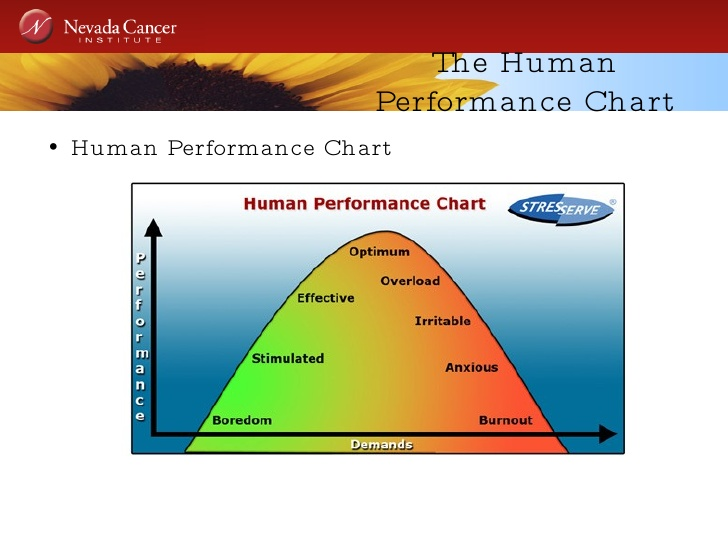 Nevada Cancer
INSTITUTE
The Human
Performance Chart
• Human Performance Chart
Human Performance Chart
STRESSERVE®
Performance
Optimum
Overload
Effective
Irritable
Stimulated
Anxious
Boredom
Burnout
Demands